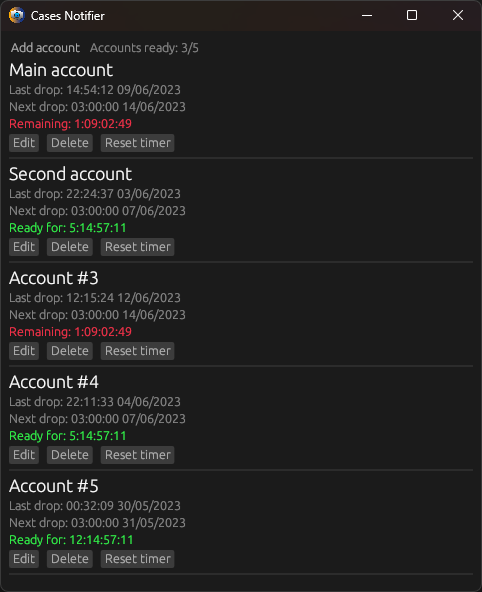 Cases Notifier
Add account Accounts ready: 3/5
Main account
Last drop: 14:54:12 09/06/2023
Next drop: 03:00:00 14/06/2023
Remaining: 1:09:02:49
Edit Delete Reset timer
Second account
Last drop: 22:24:37 03/06/2023
Next drop: 03:00:00 07/06/2023
Ready for: 5:14:57:11
Edit Delete Reset timer
Account #3
Last drop: 12:15:24 12/06/2023
Next drop: 03:00:00 14/06/2023
Remaining: 1:09:02:49
Edit Delete Reset timer
Account #4
Last drop: 22:11:33 04/06/2023
Next drop: 03:00:00 07/06/2023
Ready for: 5:14:57:11
Edit Delete Reset timer
Account #5
Last drop: 00:32:09 30/05/2023
Next drop: 03:00:00 31/05/2023
Ready for: 12:14:57:11
Edit Delete Reset timer